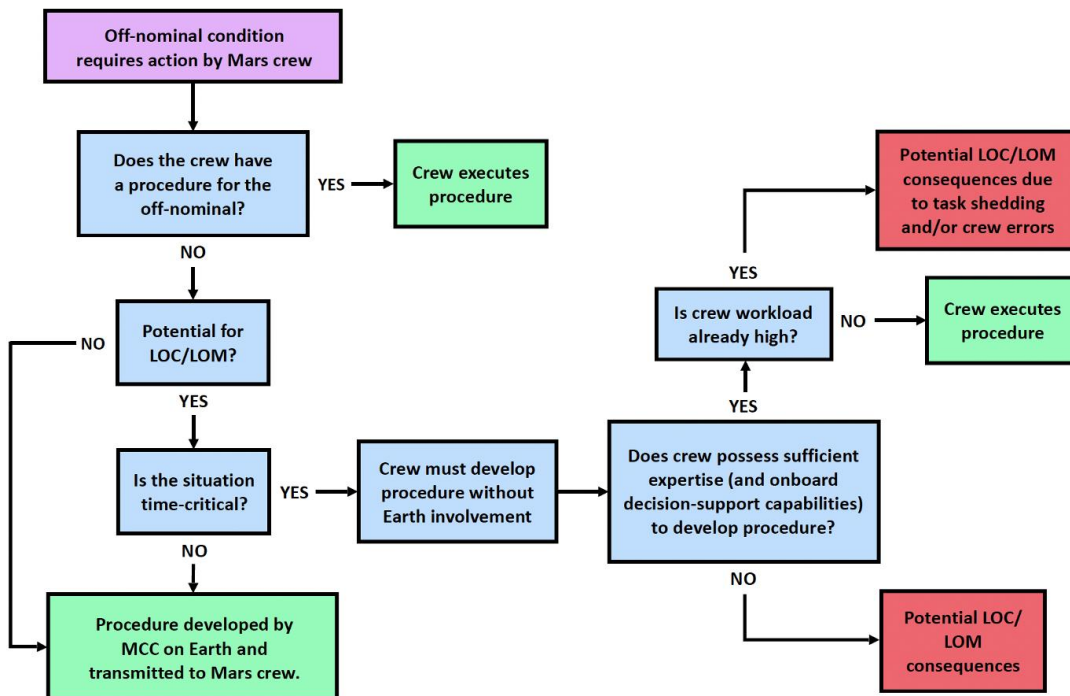 Off-nominal condition
requires action by Mars crew
Does the crew have
a procedure for the
off-nominal?
YES
Crew executes
procedure
NO
Potential for
LOC/LOM?
NO
YES
Is the situation
time-critical?
YES
Crew must develop
procedure without
Earth involvement
Does crew possess sufficient
expertise (and onboard
decision-support capabilities)
to develop procedure?
YES
Is crew workload
already high?
YES
Potential LOC/LOM
consequences due
to task shedding
and/or crew errors
NO
Crew executes
procedure
NO
Potential LOC/
LOM
consequences
NO
Procedure developed by
MCC on Earth and
transmitted to Mars crew.